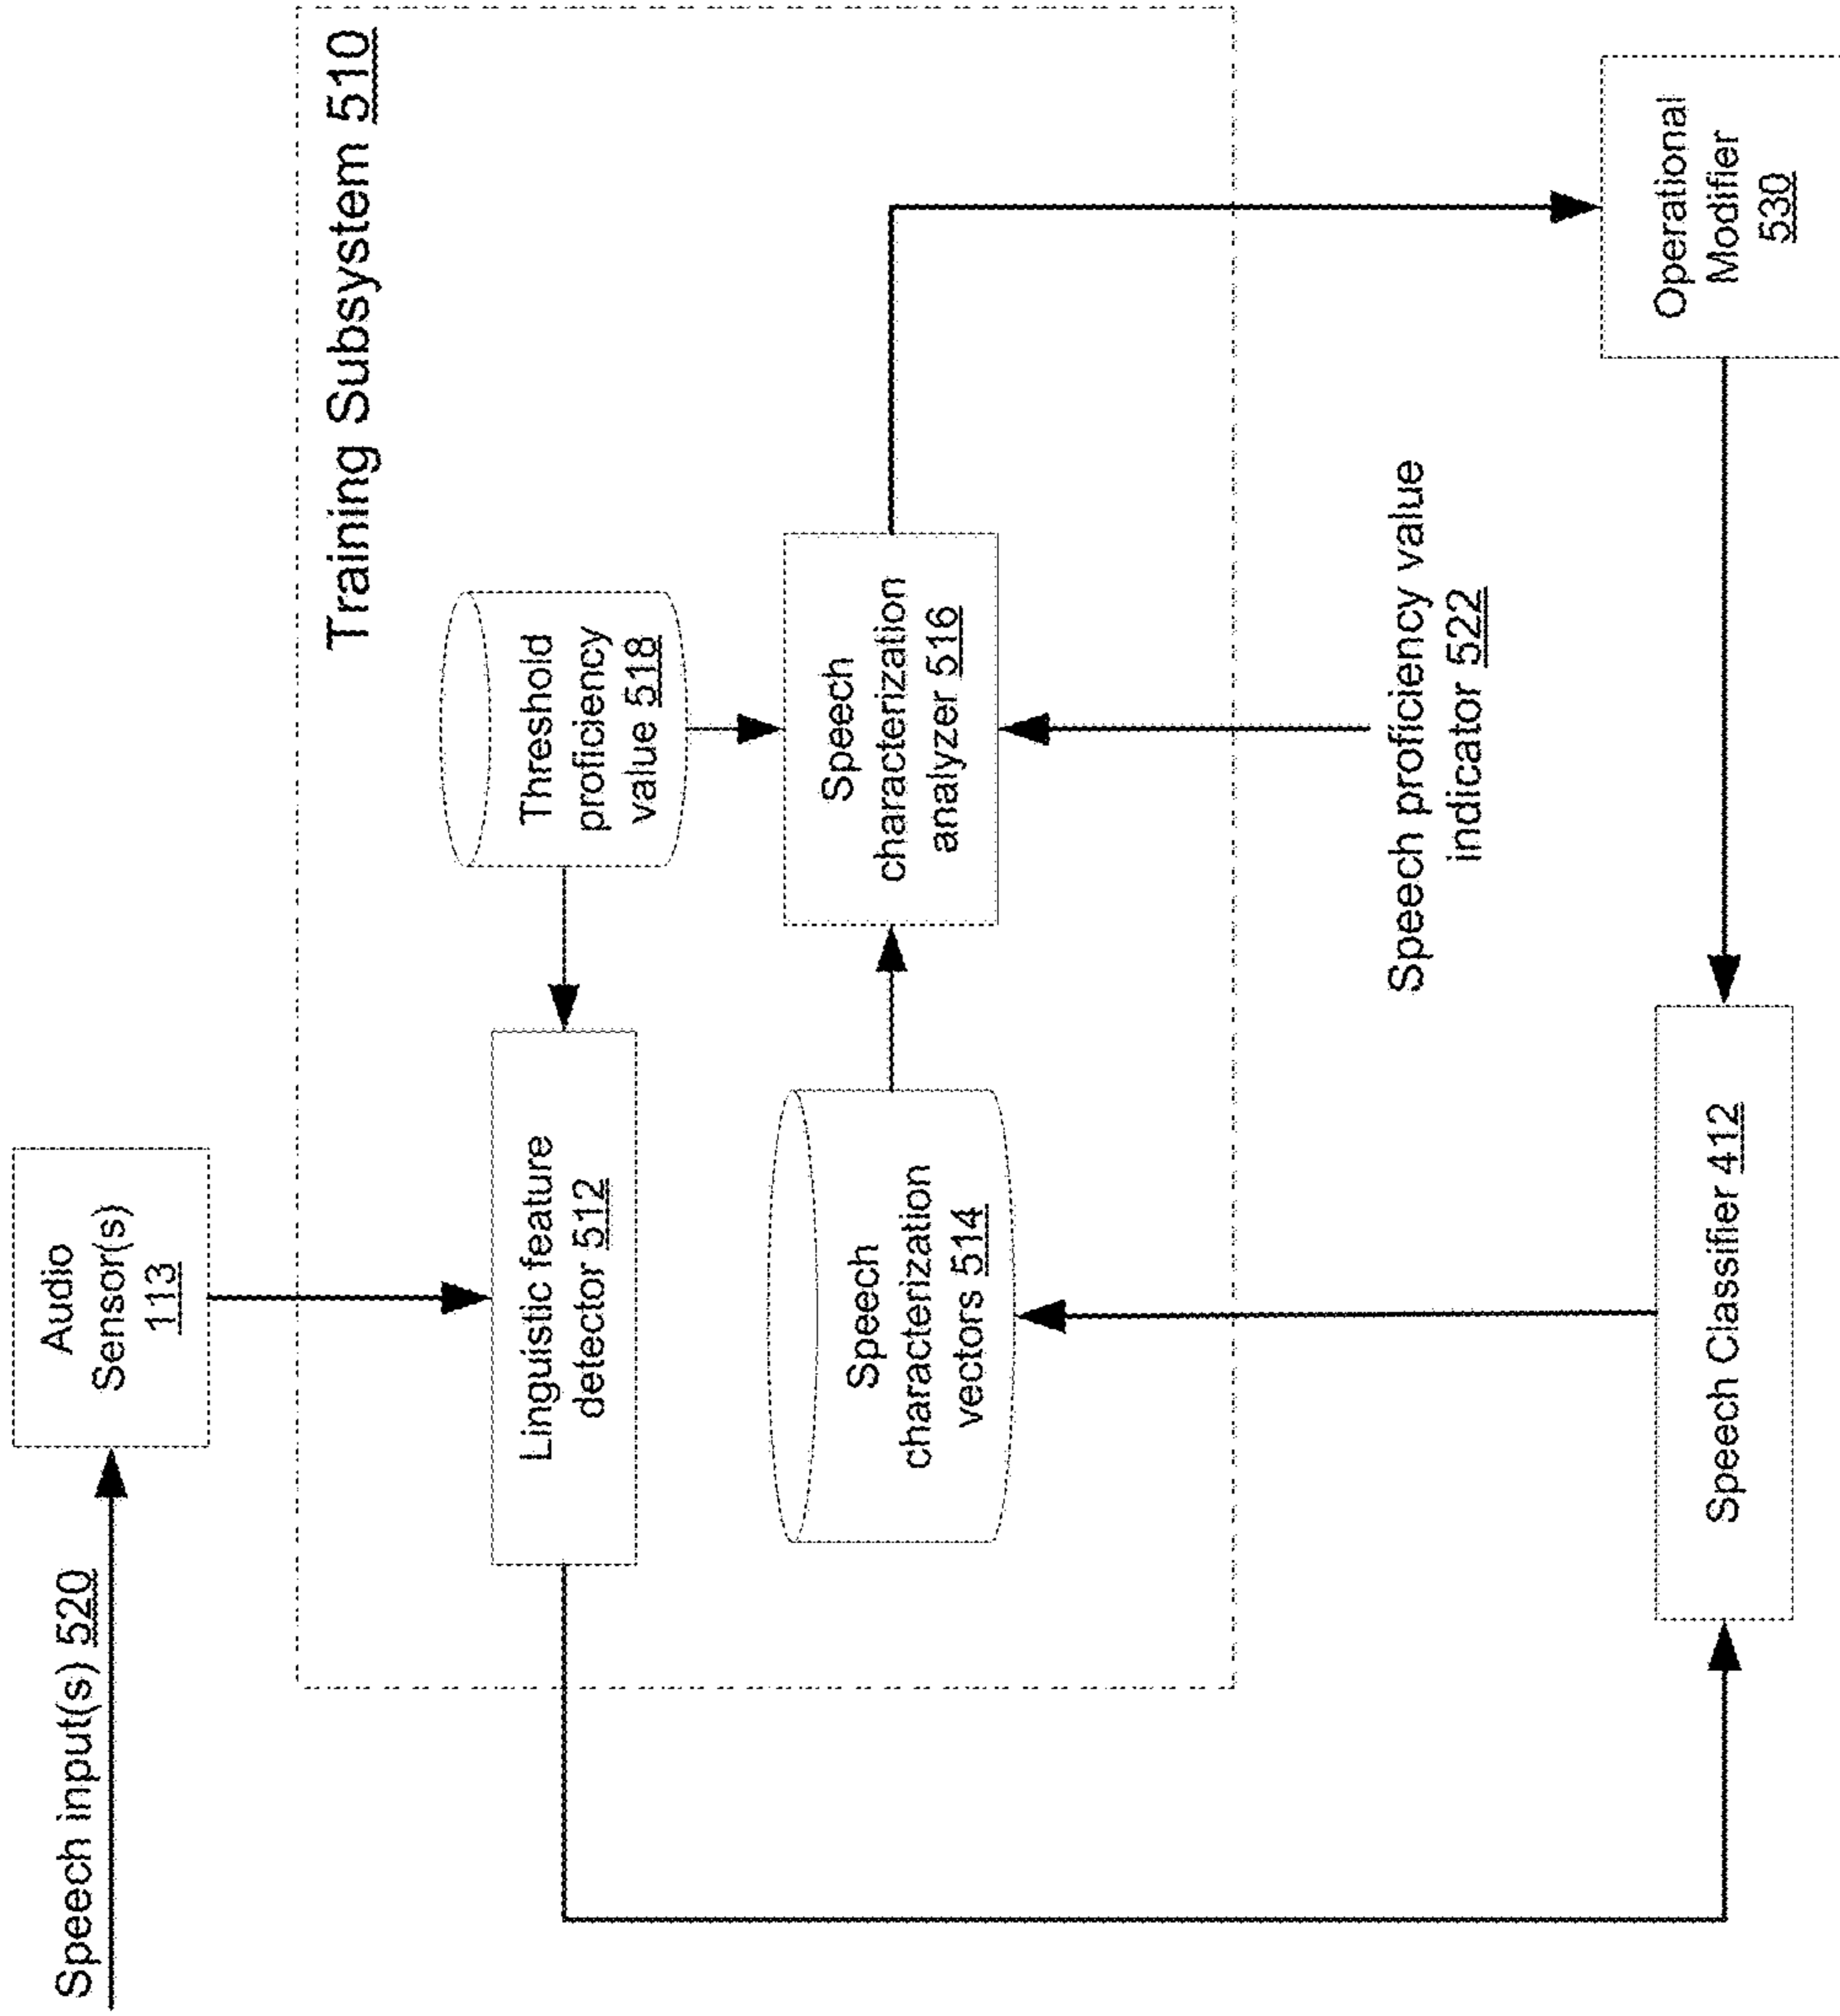 Speech input(s) 520
Audio
Sensor(s)
113
Training Subsystem 510
Linguistic feature
detector 512
Threshold
proficiency
value 518
Speech
characterization
vectors 514
Speech
characterization
analyzer 516
Speech proficiency value
indicator 522
Speech Classifier 412
Operational
Modifier
530